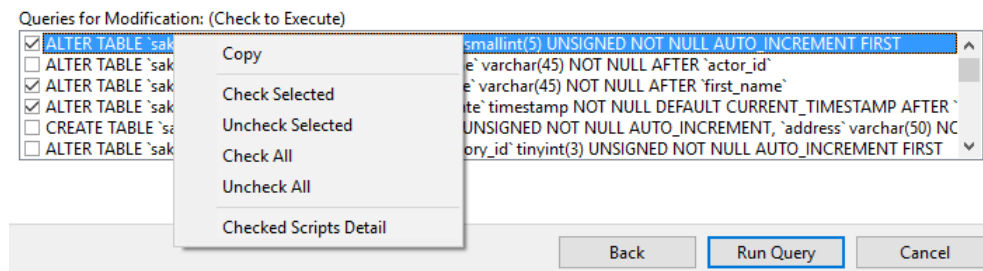 Queries for Modification: (Check to Execute)
ALTER TABLE `sak smallint(5) UNSIGNED NOT NULL AUTO_INCREMENT FIRST
ALTER TABLE `sak e` varchar(45) NOT NULL AFTER `actor_id`
ALTER TABLE `sak e` varchar(45) NOT NULL AFTER `first_name`
ALTER TABLE `sak te` timestamp NOT NULL DEFAULT CURRENT_TIMESTAMP AFTER `
CREATE TABLE `sa UNSIGNED NOT NULL AUTO_INCREMENT, `address` varchar(50) NO
ALTER TABLE `sak ory_id` tinyint(3) UNSIGNED NOT NULL AUTO_INCREMENT FIRST
Copy
Check Selected
Uncheck Selected
Check All
Uncheck All
Checked Scripts Detail
Back Run Query Cancel